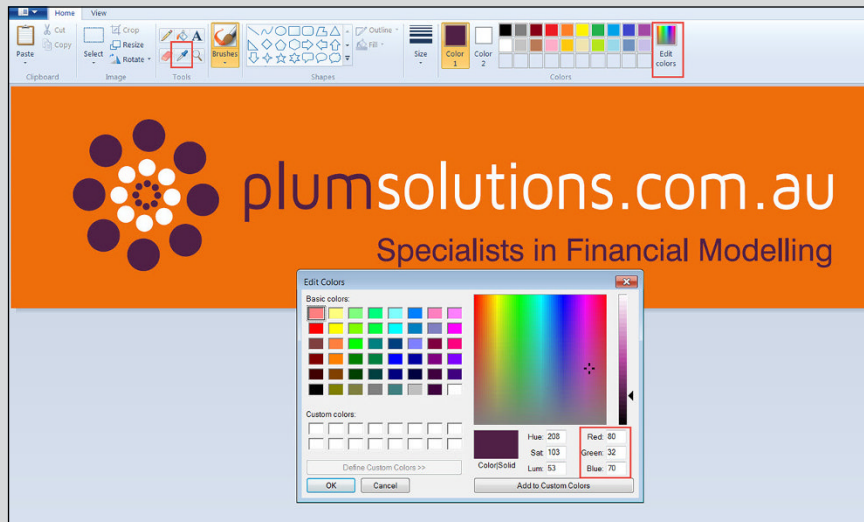 Home View
Cut
Copy
Paste
Clipboard
Select
Crop
Resize
Rotate
Image
A
Tools
Brushes
Outline
Fill
Shapes
Size
Color
1
Color
2
Edit
colors
Colors
plumsolutions.com.au
Specialists in Financial Modelling
Edit Colors
Basic colors:
Custom colors:
Define Custom Colors >>
OK Cancel
Color|Solid
Hue: 208 Red: 80
Sat: 103 Green: 32
Lum: 53 Blue: 70
Add to Custom Colors